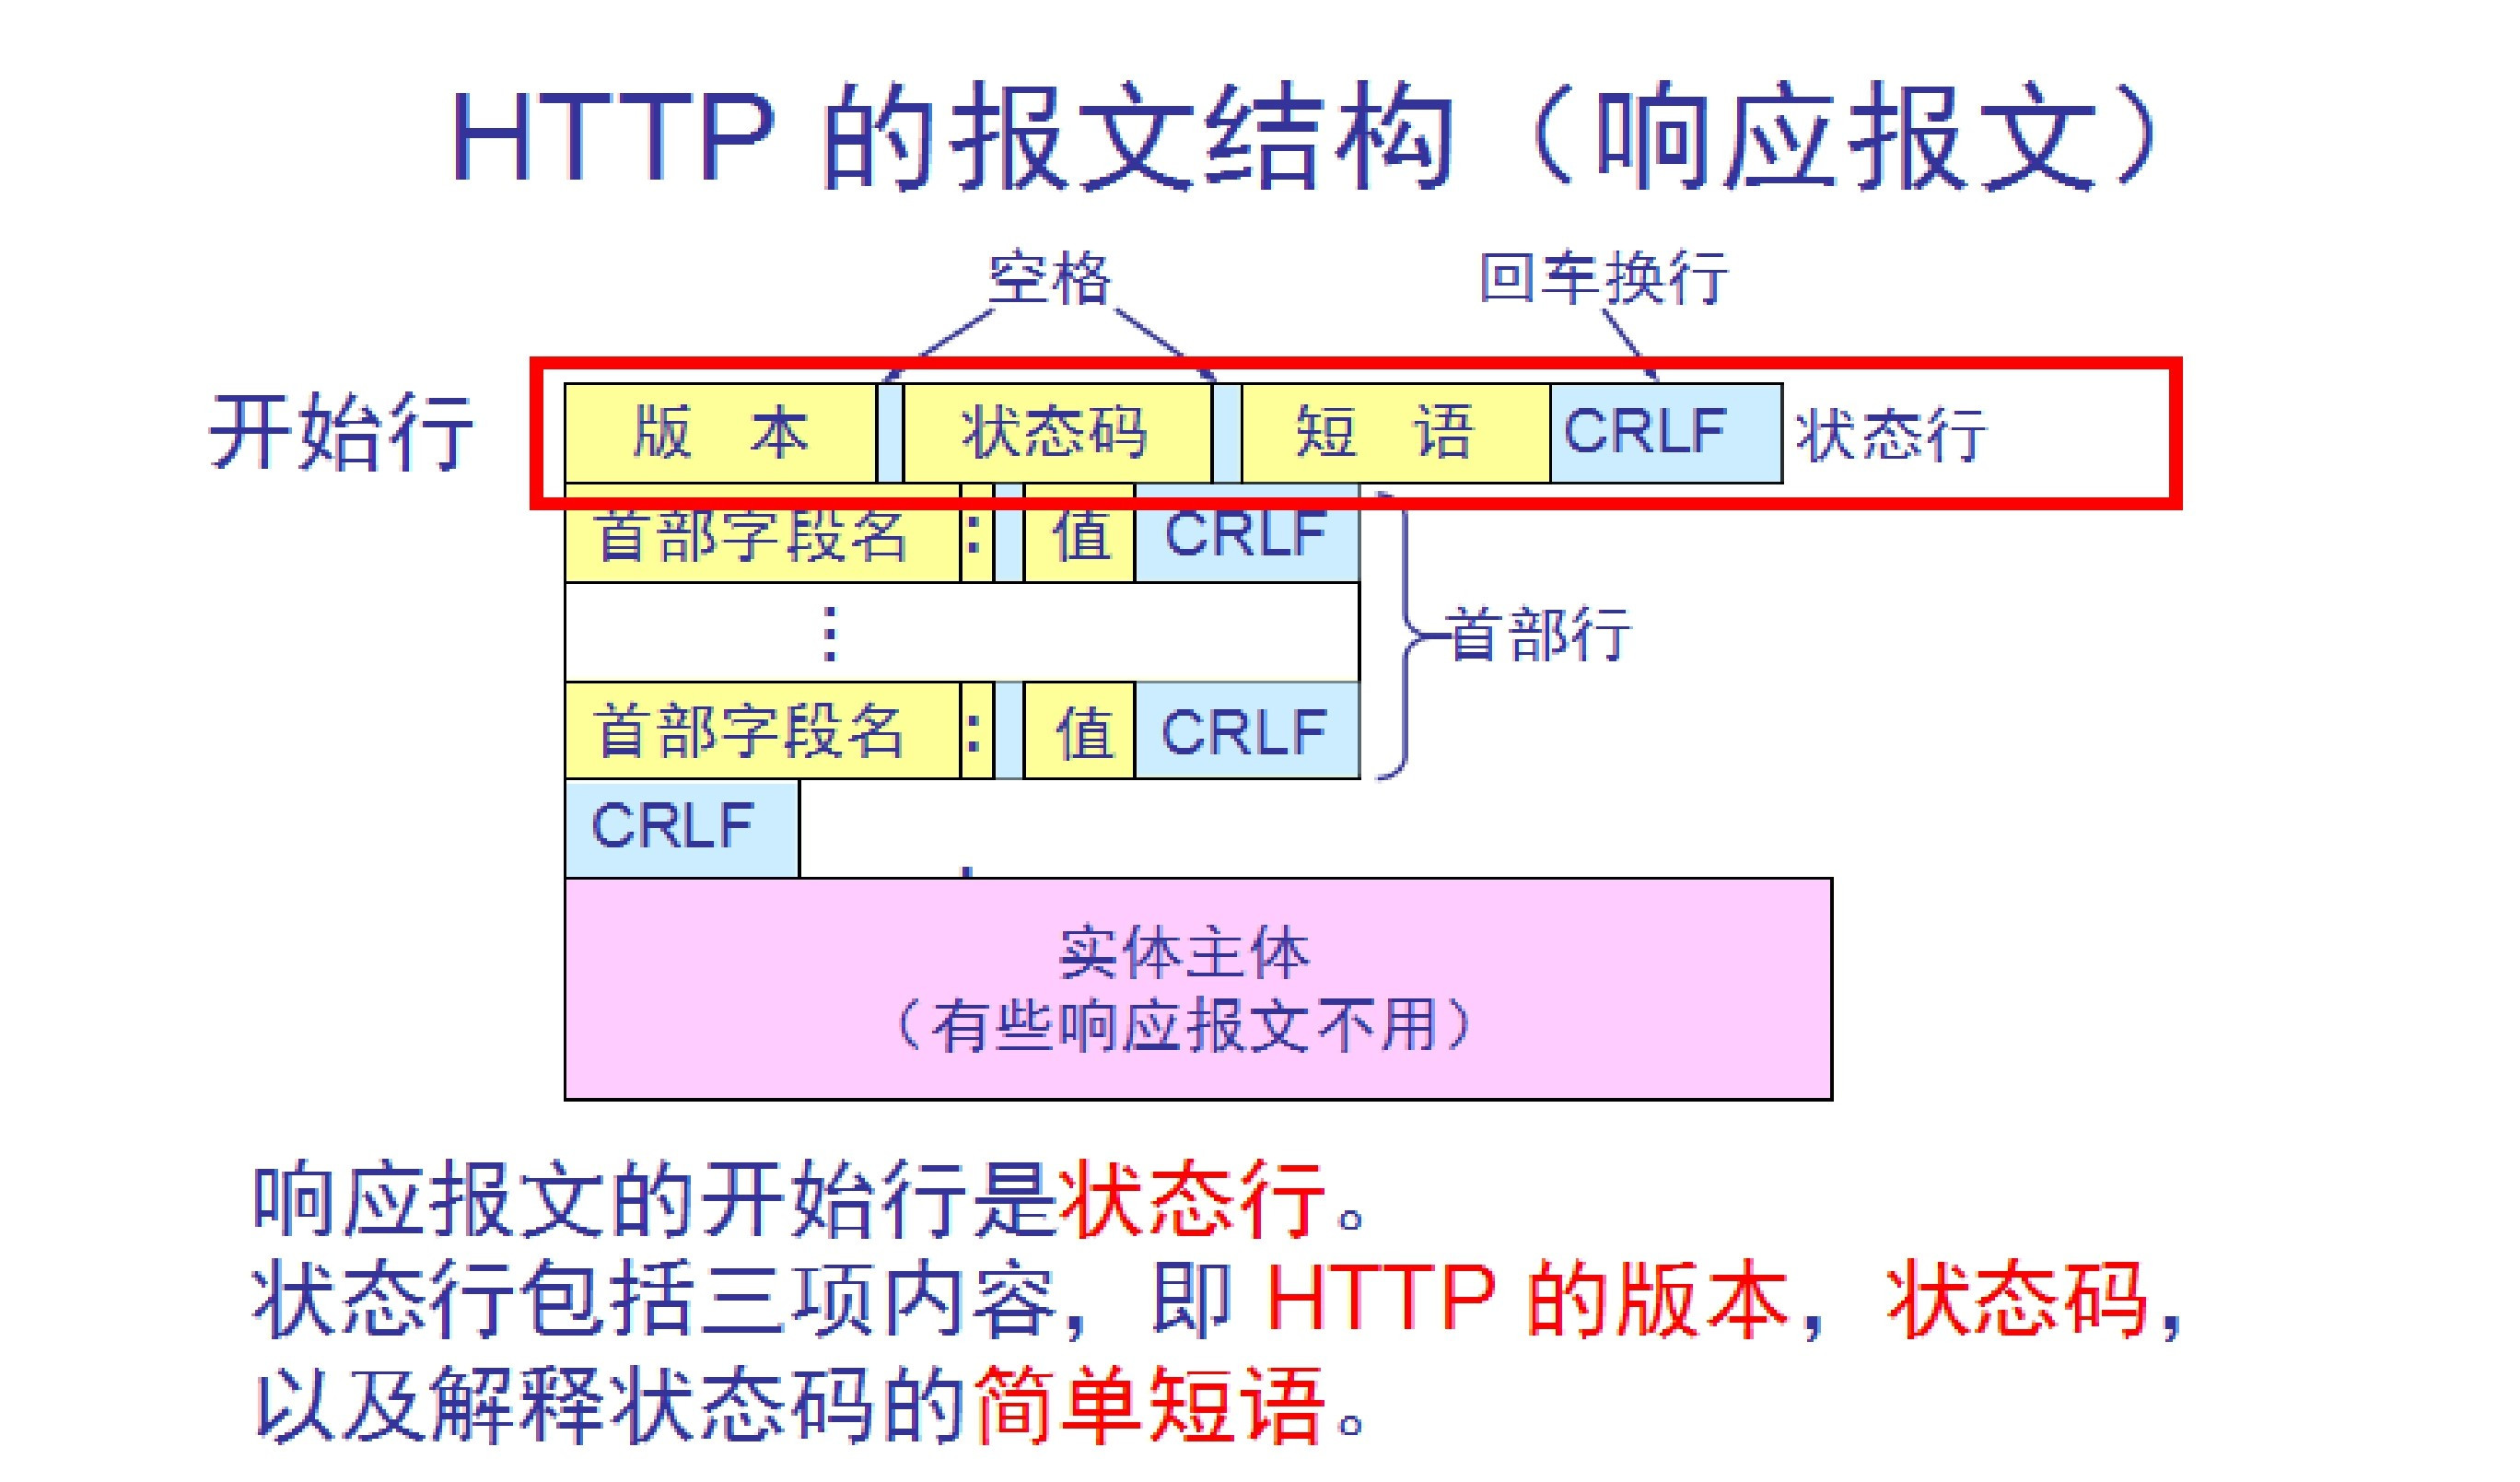 HTTP 的报文结构（响应报文）
空格 回车换行
开始行 版 本 状态码 短 语 CRLF 状态行
首部字段名 : 值 CRLF
⋮ 首部行
首部字段名 : 值 CRLF
CRLF
实体主体
（有些响应报文不用）
响应报文的开始行是状态行。
状态行包括三项内容，即 HTTP 的版本，状态码，
以及解释状态码的简单短语。